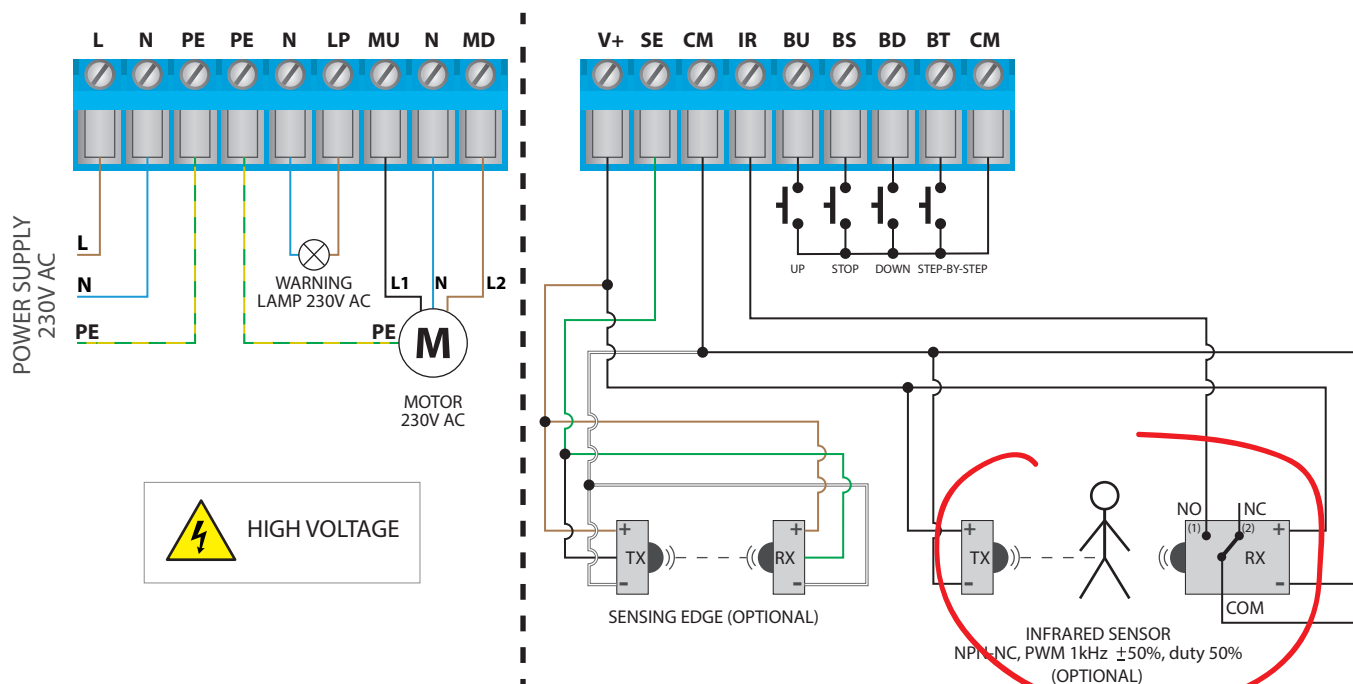 L N PE PE N LP MU N MD
V+ SE CM IR BU BS BD BT CM
POWER SUPPLY
230V AC
L
N
PE
WARNING
LAMP 230V AC
L1 N L2
PE
M
MOTOR
230V AC
HIGH VOLTAGE
UP STOP DOWN STEP-BY-STEP
+
TX
-
+
RX
-
SENSING EDGE (OPTIONAL)
+
TX
-
NO NC
(1) (2)
+
RX
-
COM
INFRARED SENSOR
NPN-NC, PWM 1kHz ±50%, duty 50%
(OPTIONAL)